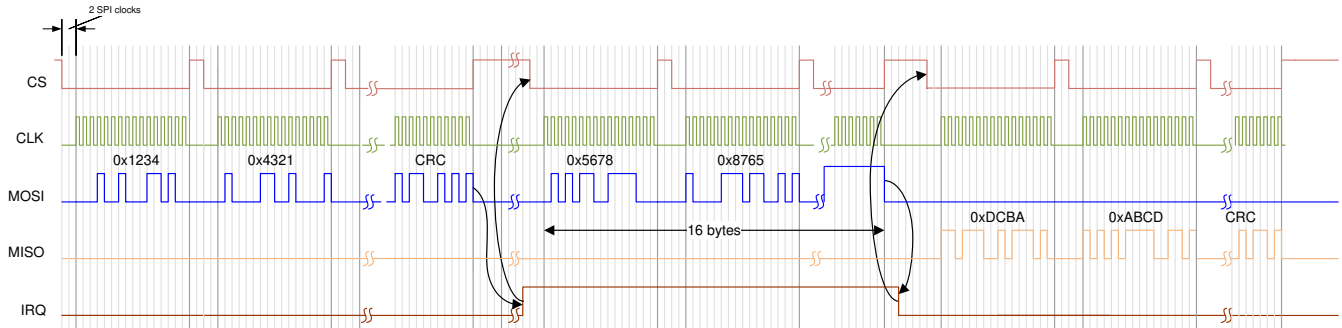 2 SPI clocks
CS
CLK
0x1234 0x4321 CRC 0x5678 0x8765
MOSI
0xDCBA 0xABCD CRC
16 bytes
MISO
IRQ